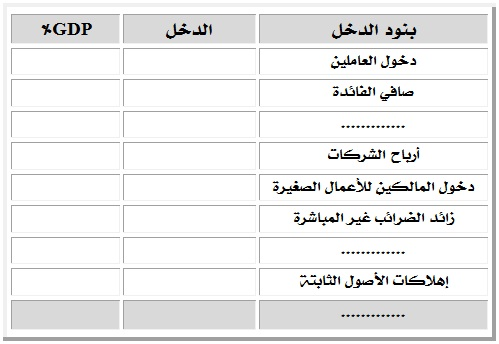 بنود الدخل الدخل GDP%
دخول العاملين
صافي الفائدة
.............
أرباح الشركات
دخول المالكين للأعمال الصغيرة
زائد الضرائب غير المباشرة
.............
إهلاكات الأصول الثابتة
.............